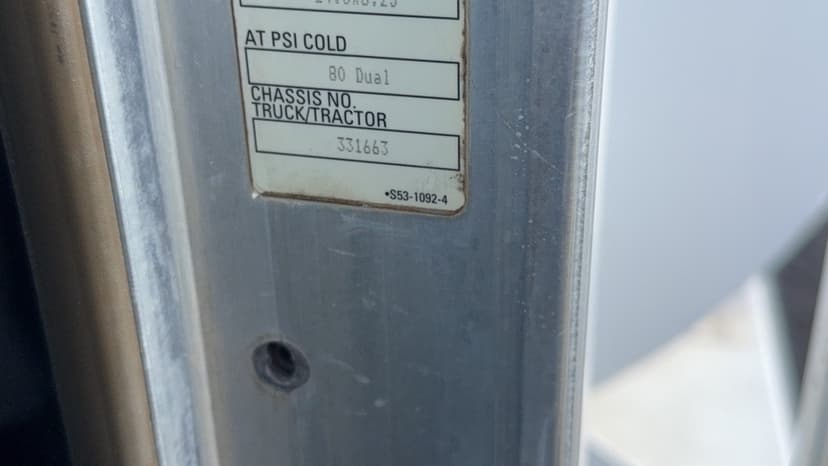 AT PSI COLD
80 Dual
CHASSIS NO.
TRUCK/TRACTOR
331663
•S53-1092-4